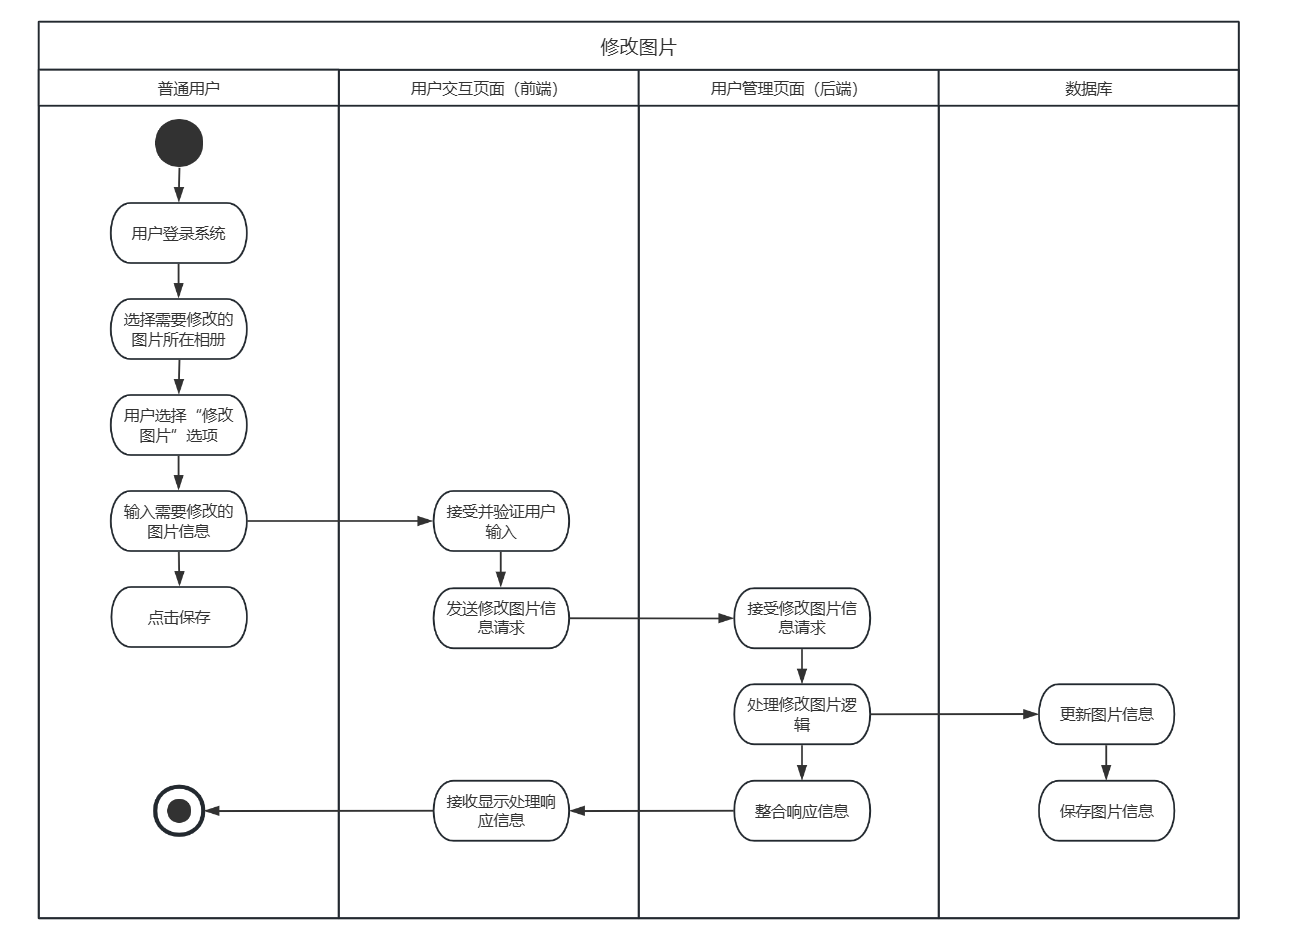 修改图片
普通用户
用户交互页面（前端）
用户管理页面（后端）
数据库
用户登录系统
选择需要修改的
图片所在相册
用户选择“修改
图片”选项
输入需要修改的
图片信息
接受并验证用户
输入
点击保存
发送修改图片信
息请求
接受修改图片信
息请求
处理修改图片逻
辑
更新图片信息
接收显示处理响
应信息
整合响应信息
保存图片信息